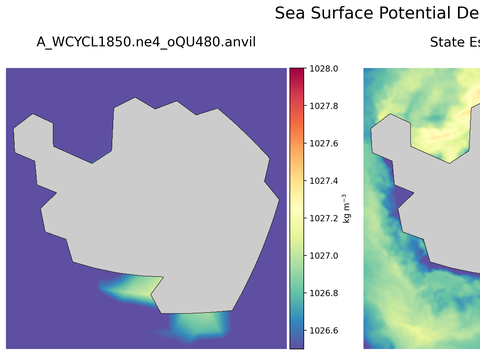 Sea Surface Potential De
A_WCYCL1850.ne4_oQU480.anvil
State Es
1028.0
1027.8
1027.6
1027.4
1027.2
1027.0
1026.8
1026.6
kg m⁻³